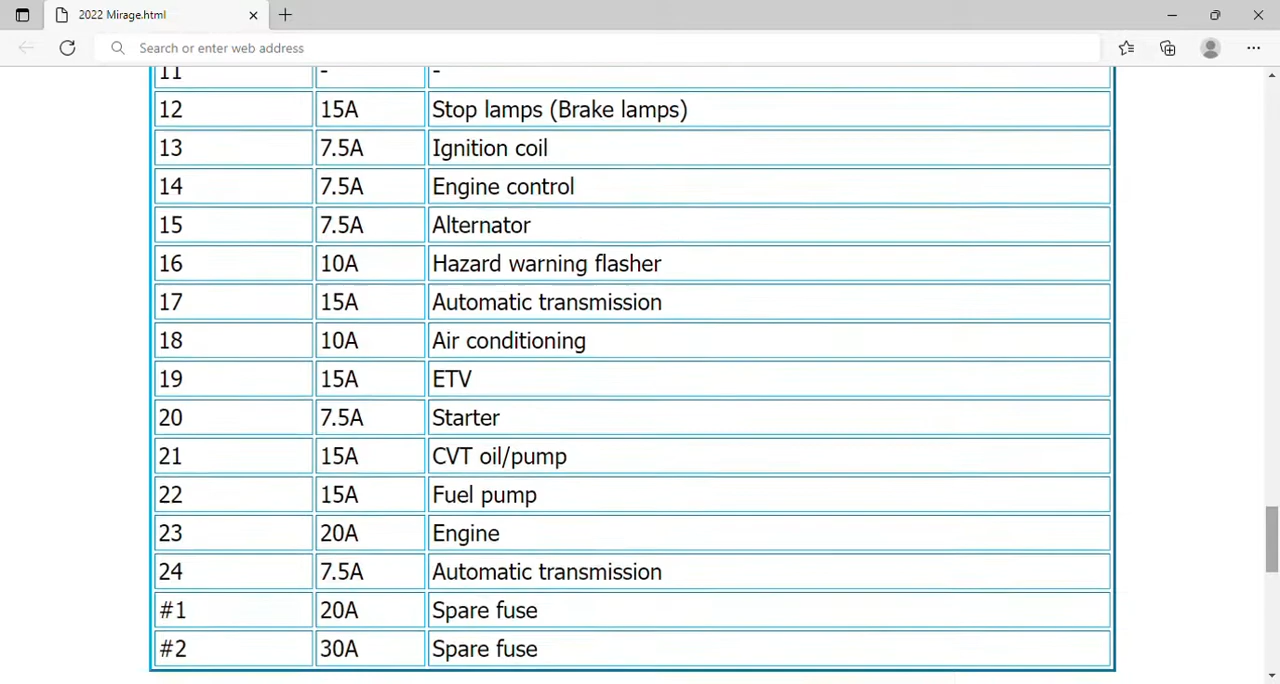 2022 Mirage.html
Search or enter web address
11 - -
12 15A Stop lamps (Brake lamps)
13 7.5A Ignition coil
14 7.5A Engine control
15 7.5A Alternator
16 10A Hazard warning flasher
17 15A Automatic transmission
18 10A Air conditioning
19 15A ETV
20 7.5A Starter
21 15A CVT oil/pump
22 15A Fuel pump
23 20A Engine
24 7.5A Automatic transmission
#1 20A Spare fuse
#2 30A Spare fuse